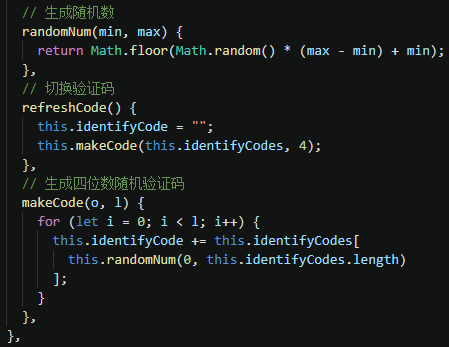 // 生成随机数
randomNum(min, max) {
return Math.floor(Math.random() * (max - min) + min);
},
// 切换验证码
refreshCode() {
this.identifyCode = "";
this.makeCode(this.identifyCodes, 4);
},
// 生成四位数随机验证码
makeCode(o, l) {
for (let i = 0; i < l; i++) {
this.identifyCode += this.identifyCodes[
this.randomNum(0, this.identifyCodes.length)
];
}
},
},